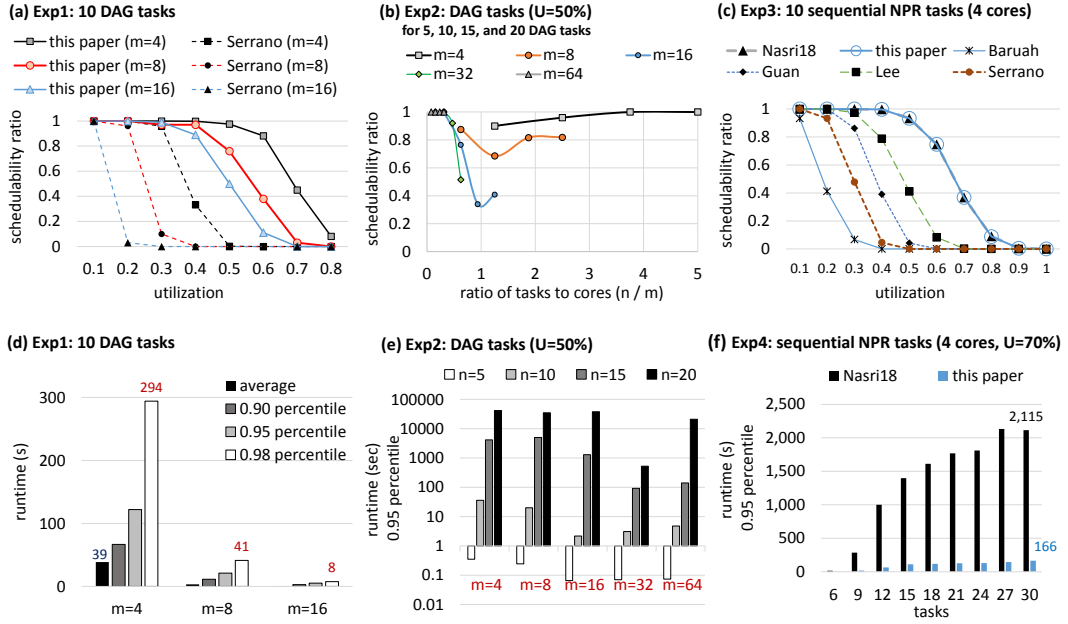 (a) Exp1: 10 DAG tasks
this paper (m=4)
Serrano (m=4)
this paper (m=8)
Serrano (m=8)
this paper (m=16)
Serrano (m=16)
schedulability ratio
1
0.8
0.6
0.4
0.2
0
0.1 0.2 0.3 0.4 0.5 0.6 0.7 0.8
utilization
(b) Exp2: DAG tasks (U=50%)
for 5, 10, 15, and 20 DAG tasks
m=4 m=8 m=16
m=32 m=64
schedulability ratio
1
0.8
0.6
0.4
0.2
0
0 1 2 3 4 5
ratio of tasks to cores (n / m)
(c) Exp3: 10 sequential NPR tasks (4 cores)
Nasri18 this paper Baruah
Guan Lee Serrano
schedulability ratio
1
0.8
0.6
0.4
0.2
0
0.1 0.2 0.3 0.4 0.5 0.6 0.7 0.8 0.9 1
utilization
(d) Exp1: 10 DAG tasks
average
0.90 percentile
0.95 percentile
0.98 percentile
runtime (s)
300
200
100
0
39
294
41
8
m=4 m=8 m=16
(e) Exp2: DAG tasks (U=50%)
n=5 n=10 n=15 n=20
runtime (sec)
0.95 percentile
100000
10000
1000
100
10
1
0.1
0.01
m=4 m=8 m=16 m=32 m=64
(f) Exp4: sequential NPR tasks (4 cores, U=70%)
Nasri18 this paper
runtime (s)
0.95 percentile
2,500
2,000
1,500
1,000
500
0
2,115
166
6 9 12 15 18 21 24 27 30
tasks